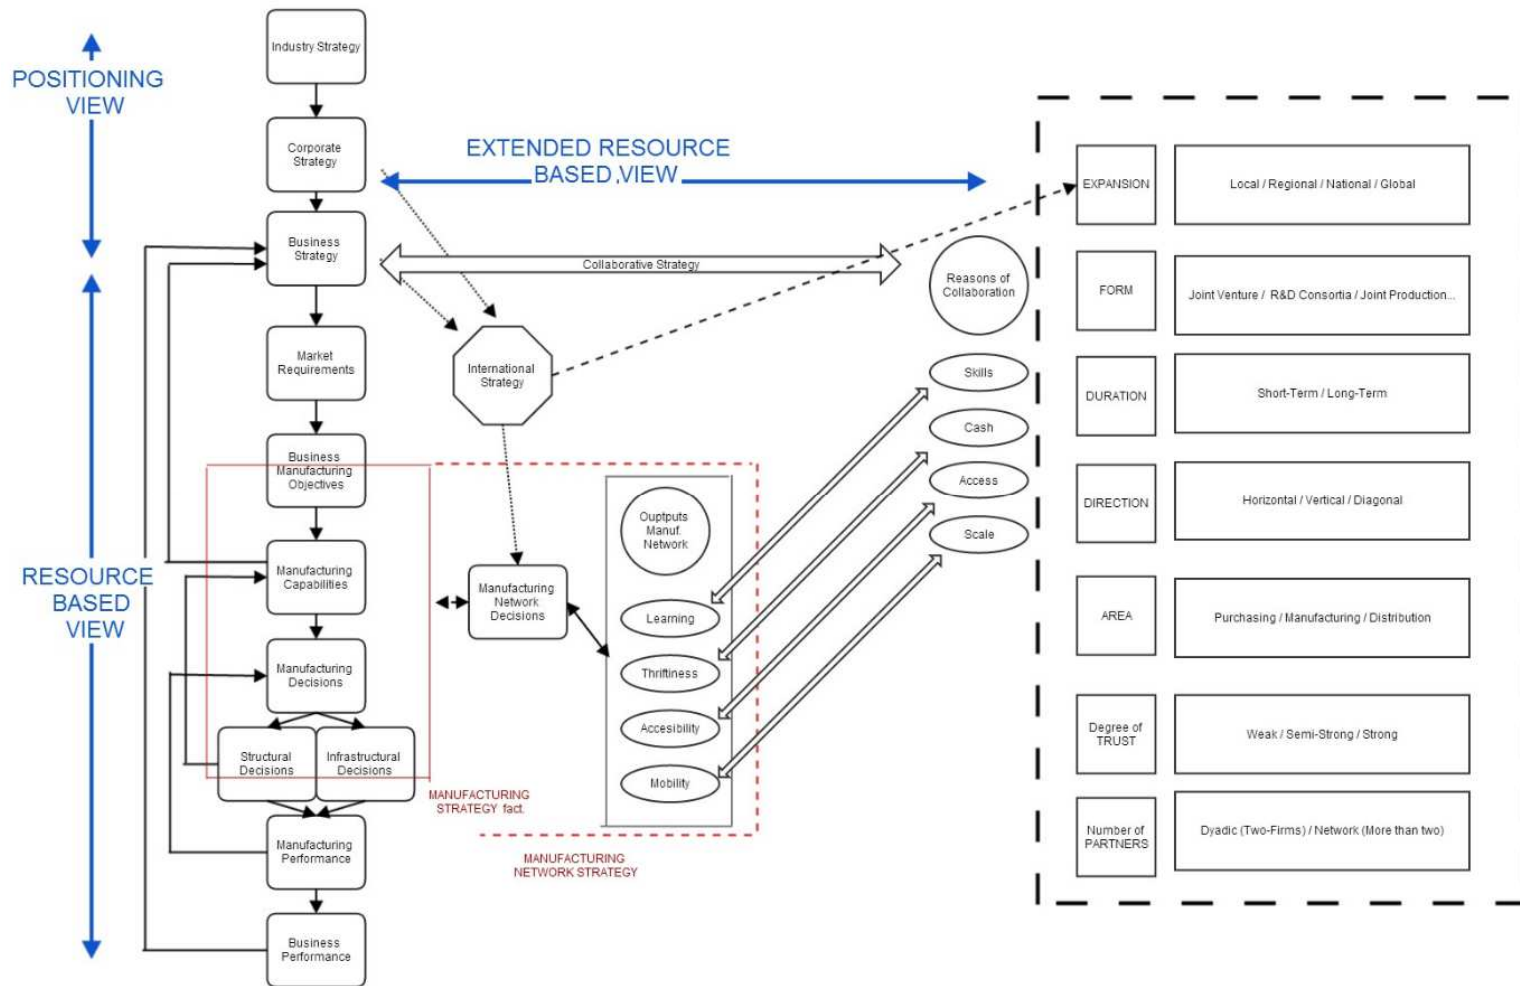 POSITIONING
VIEW
Industry Strategy
Corporate
Strategy
Business
Strategy
Market
Requirements
Business
Manufacturing
Objectives
Manufacturing
Capabilities
Manufacturing
Decisions
Structural
Decisions
Infrastructural
Decisions
Manufacturing
Performance
Business
Performance
RESOURCE
BASED
VIEW
MANUFACTURING
STRATEGY fact.
EXTENDED RESOURCE
BASED VIEW
Collaborative Strategy
International
Strategy
Manufacturing
Network
Decisions
Ouptputs
Manuf.
Network
Learning
Thriftiness
Accesibility
Mobility
MANUFACTURING
NETWORK STRATEGY
Reasons of
Collaboration
Skills
Cash
Access
Scale
EXPANSION
Local / Regional / National / Global
FORM
Joint Venture / R&D Consortia / Joint Production...
DURATION
Short-Term / Long-Term
DIRECTION
Horizontal / Vertical / Diagonal
AREA
Purchasing / Manufacturing / Distribution
Degree of
TRUST
Weak / Semi-Strong / Strong
Number of
PARTNERS
Dyadic (Two-Firms) / Network (More than two)